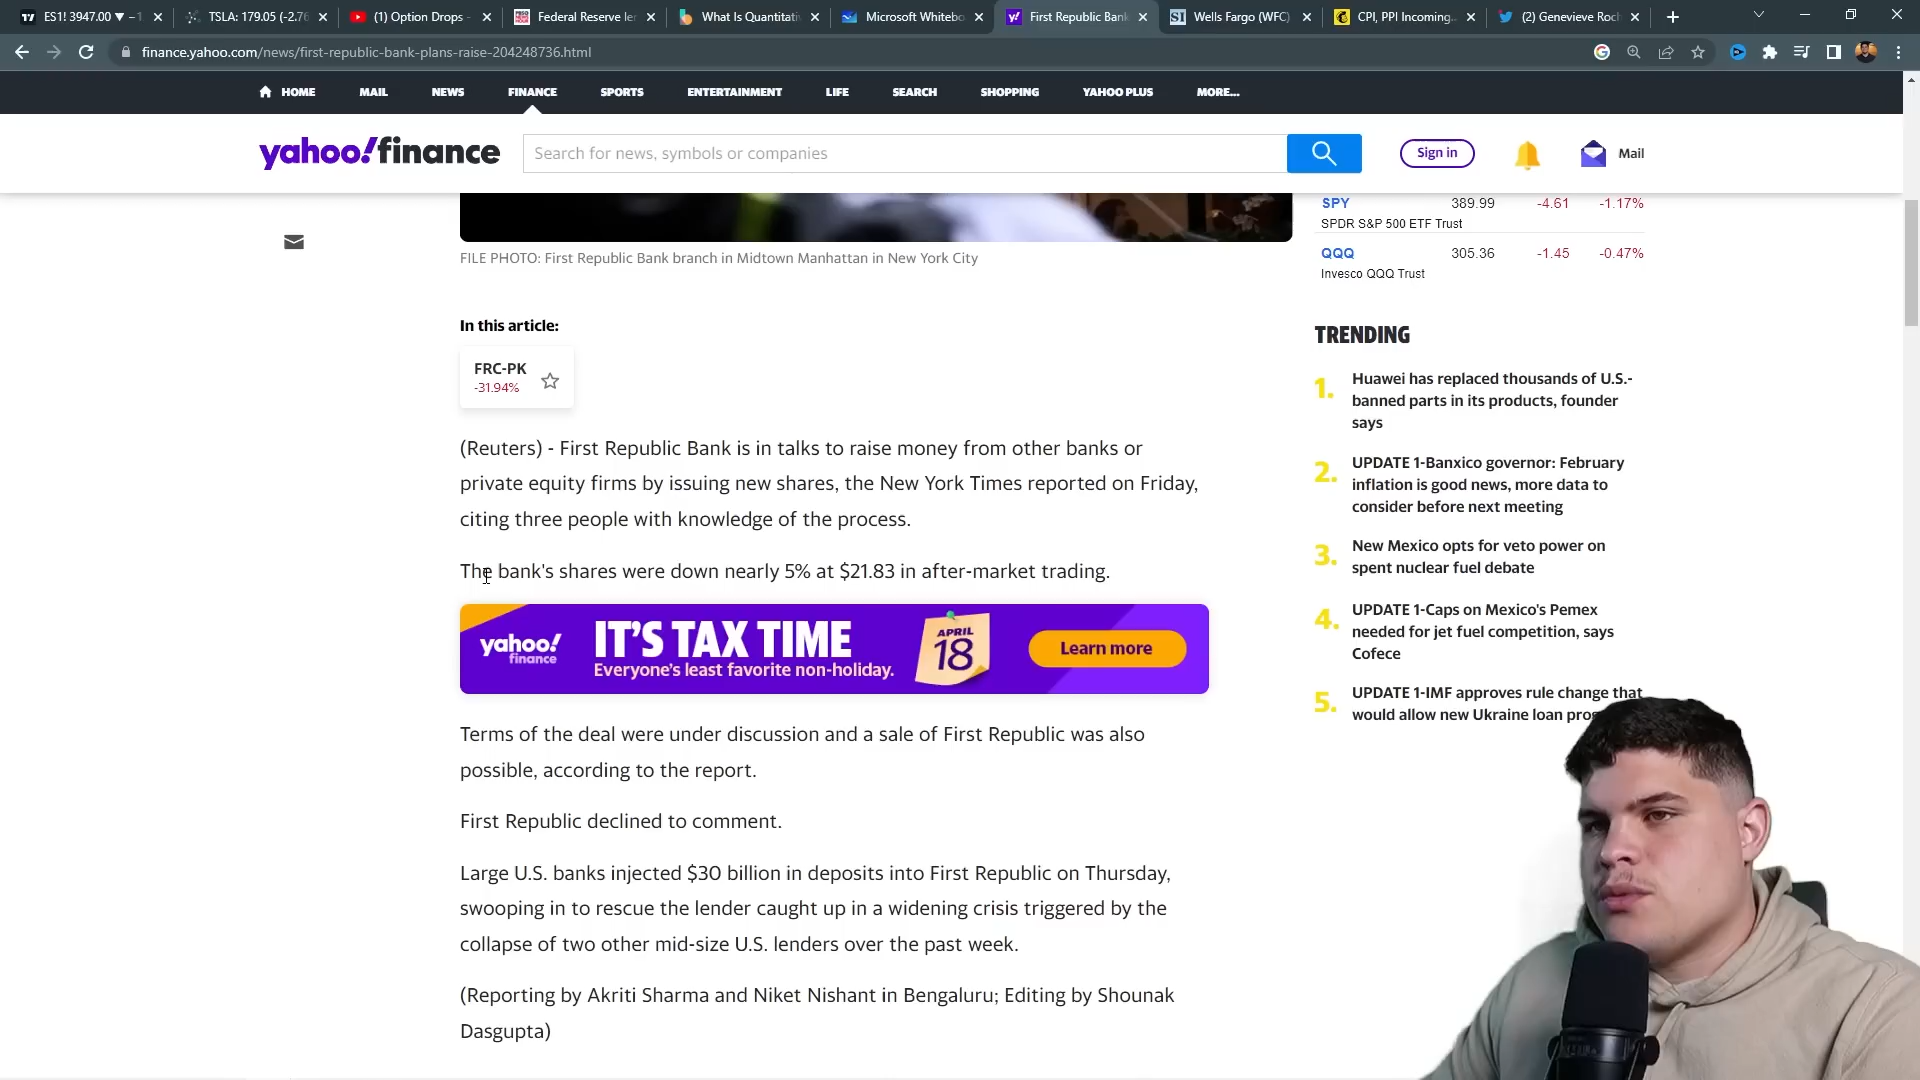 ES1! 3947.00 ▼ −1
TSLA: 179.05 (-2.76
(1) Option Drops -
Federal Reserve le
What Is Quantitati
Microsoft Whitebo
First Republic Bank
Wells Fargo (WFC)
CPI, PPI Incoming
(2) Genevieve Roc
finance.yahoo.com/news/first-republic-bank-plans-raise-204248736.html
HOME MAIL NEWS FINANCE SPORTS ENTERTAINMENT LIFE SEARCH SHOPPING YAHOO PLUS MORE...
yahoo!finance
Search for news, symbols or companies
Sign in
Mail
FILE PHOTO: First Republic Bank branch in Midtown Manhattan in New York City
In this article:
FRC-PK
-31.94%
(Reuters) - First Republic Bank is in talks to raise money from other banks or
private equity firms by issuing new shares, the New York Times reported on Friday,
citing three people with knowledge of the process.
The bank's shares were down nearly 5% at $21.83 in after-market trading.
yahoo!
finance
IT'S TAX TIME
Everyone's least favorite non-holiday.
APRIL
18
Learn more
Terms of the deal were under discussion and a sale of First Republic was also
possible, according to the report.
First Republic declined to comment.
Large U.S. banks injected $30 billion in deposits into First Republic on Thursday,
swooping in to rescue the lender caught up in a widening crisis triggered by the
collapse of two other mid-size U.S. lenders over the past week.
(Reporting by Akriti Sharma and Niket Nishant in Bengaluru; Editing by Shounak
Dasgupta)
SPY 389.99 -4.61 -1.17%
SPDR S&P 500 ETF Trust
QQQ 305.36 -1.45 -0.47%
Invesco QQQ Trust
TRENDING
1. Huawei has replaced thousands of U.S.-
banned parts in its products, founder
says
2. UPDATE 1-Banxico governor: February
inflation is good news, more data to
consider before next meeting
3. New Mexico opts for veto power on
spent nuclear fuel debate
4. UPDATE 1-Caps on Mexico's Pemex
needed for jet fuel competition, says
Cofece
5. UPDATE 1-IMF approves rule change that
would allow new Ukraine loan pro